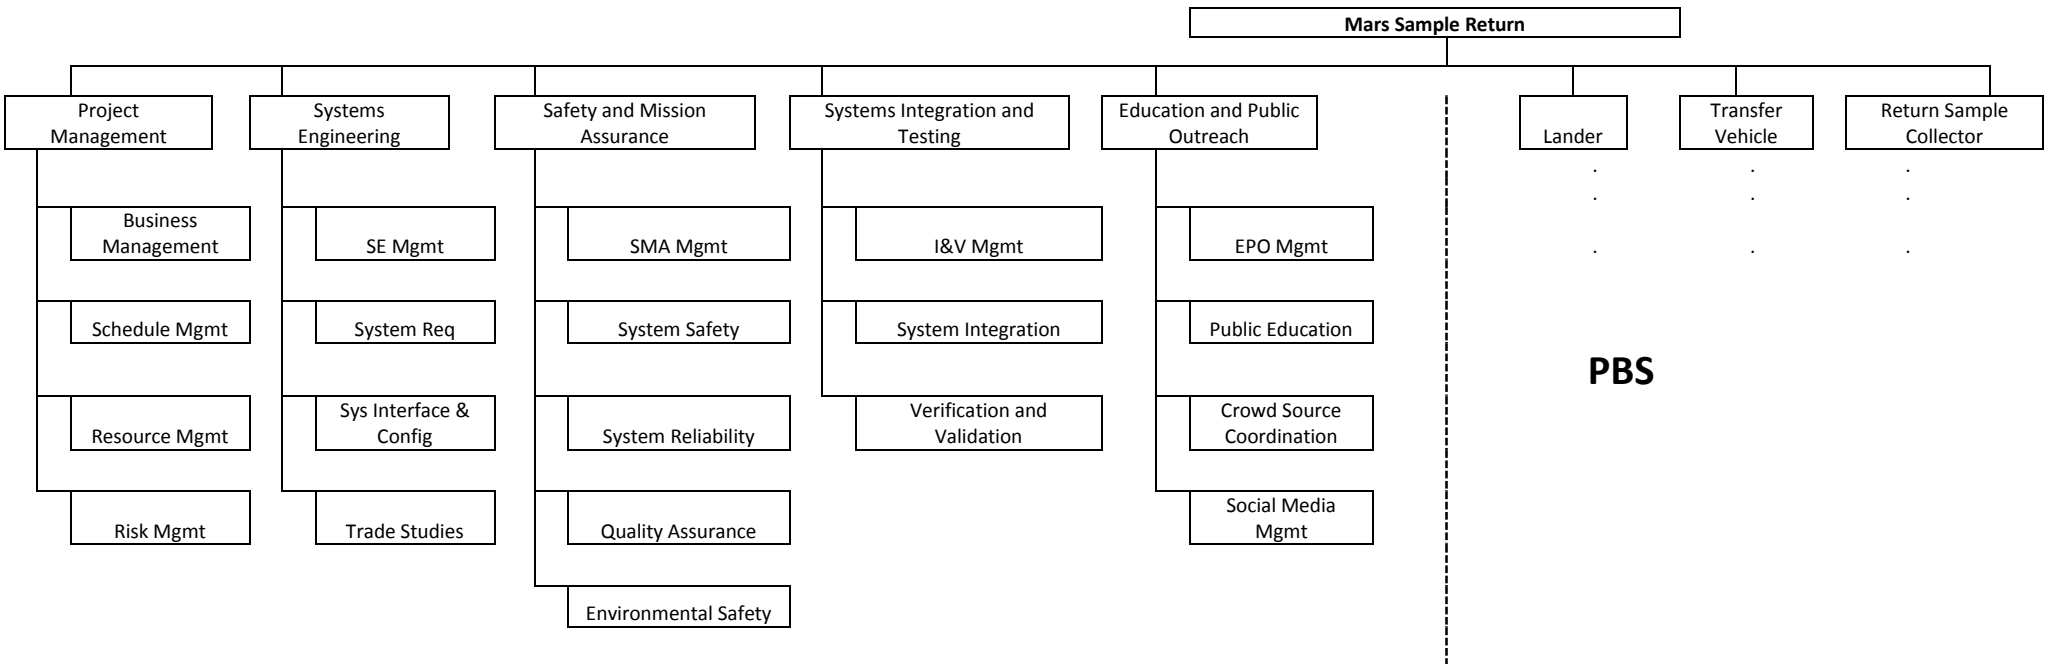 Mars Sample Return
Project
Management
Systems
Engineering
Safety and Mission
Assurance
Systems Integration and
Testing
Education and Public
Outreach
Lander
Transfer
Vehicle
Return Sample
Collector
.
.
.
.
.
.
.
.
.
Business
Management
SE Mgmt
SMA Mgmt
I&V Mgmt
EPO Mgmt
Schedule Mgmt
System Req
System Safety
System Integration
Public Education
PBS
Resource Mgmt
Sys Interface &
Config
System Reliability
Verification and
Validation
Crowd Source
Coordination
Risk Mgmt
Trade Studies
Quality Assurance
Social Media
Mgmt
Environmental Safety